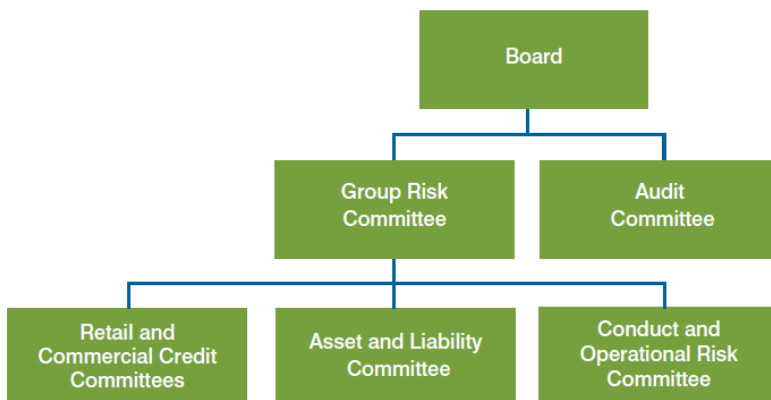 Board
Group Risk
Committee
Audit
Committee
Retail and
Commercial Credit
Committees
Asset and Liability
Committee
Conduct and
Operational Risk
Committee